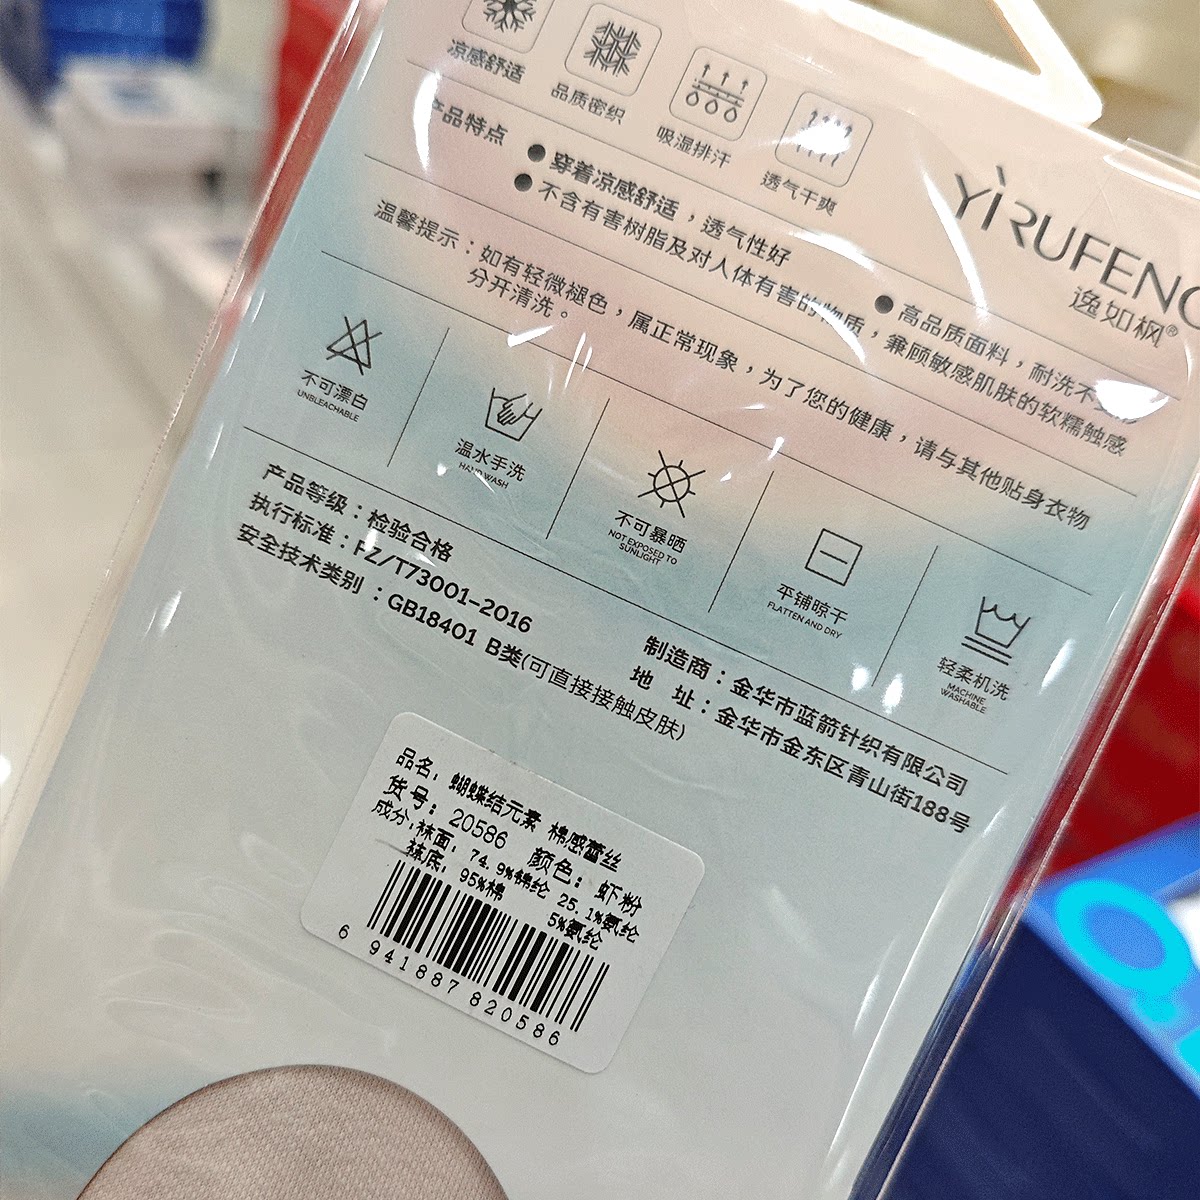 凉感舒适
品质密织
吸湿排汗
透气干爽
YIRUFENG
逸如枫®
产品特点
●穿着凉感舒适，透气性好
●高品质面料，耐洗不
●不含有害树脂及对人体有害的物质，兼顾敏感肌肤的软糯触感
温馨提示：如有轻微褪色，属正常现象，为了您的健康，请与其他贴身衣物
分开清洗。
不可漂白
UNBLEACHABLE
温水手洗
HAND WASH
不可暴晒
NOT EXPOSED TO
SUNLIGHT
平铺晾干
FLATTEN AND DRY
轻柔机洗
MACHINE
WASHABLE
产品等级：检验合格
执行标准：FZ/T73001-2016
安全技术类别：GB18401 B类(可直接接触皮肤)
制造商：金华市蓝箭针织有限公司
地 址：金华市金东区青山街188号
品名：蝴蝶结元素 棉感蕾丝
货号：20586 颜色：虾粉
成分：袜面：74.9%锦纶 25.1%氨纶
袜底：95%棉 5%氨纶
6 941887 820586